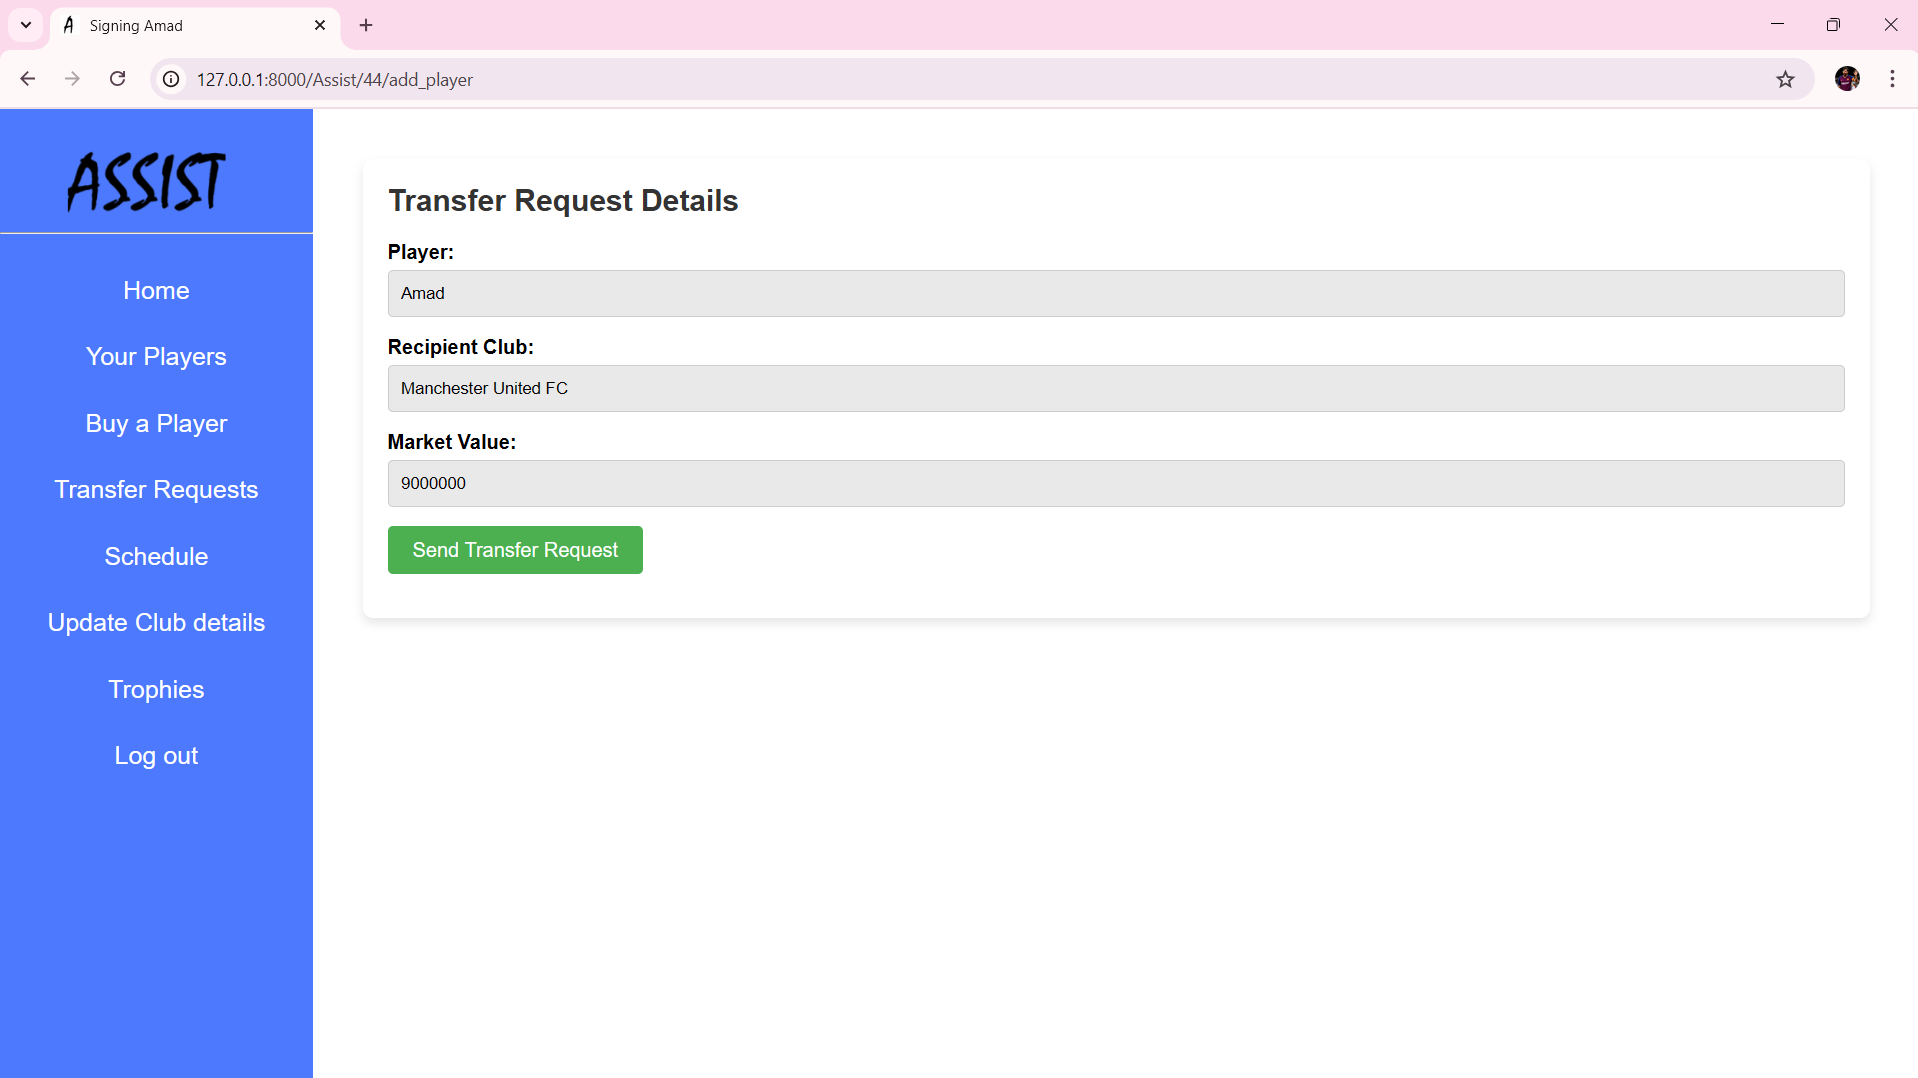 Signing Amad
127.0.0.1:8000/Assist/44/add_player
ASSIST
Home
Your Players
Buy a Player
Transfer Requests
Schedule
Update Club details
Trophies
Log out
Transfer Request Details
Player:
Amad
Recipient Club:
Manchester United FC
Market Value:
9000000
Send Transfer Request